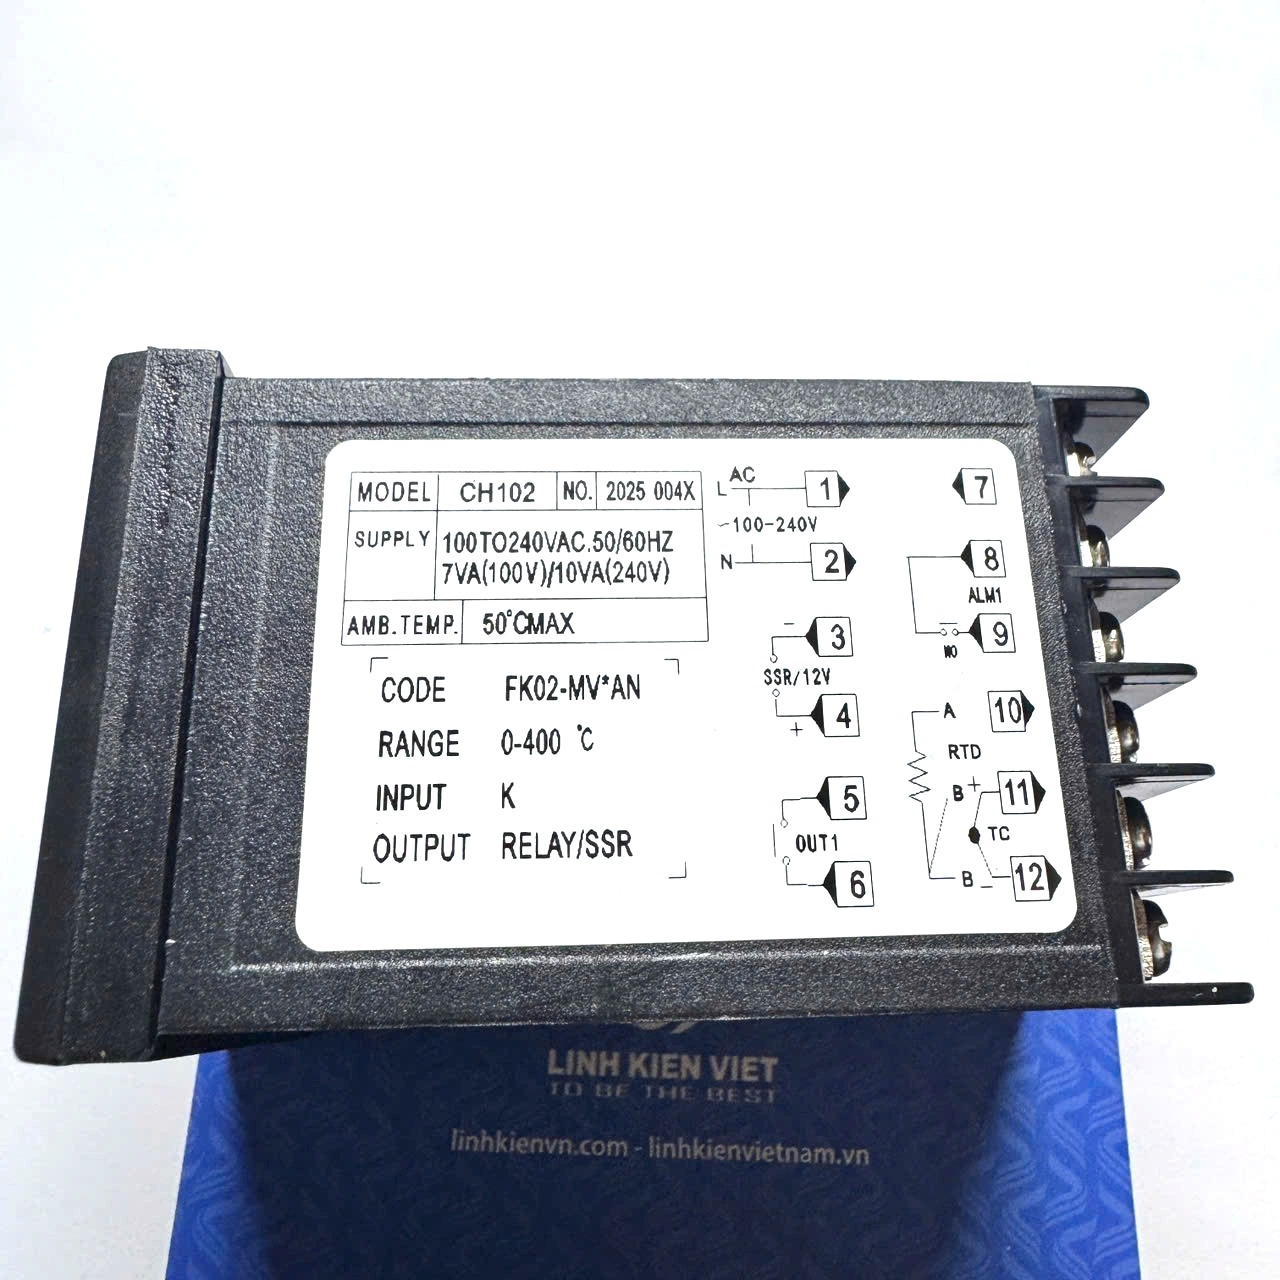 MODEL CH102 NO. 2025 004X
SUPPLY 100TO240VAC.50/60HZ
7VA(100V)/10VA(240V)
AMB.TEMP. 50°CMAX
CODE FK02-MV*AN
RANGE 0-400 ℃
INPUT K
OUTPUT RELAY/SSR
AC
L 1
~100-240V
N 2
- 3
SSR/12V
+ 4
5
OUT1
6
7
8
ALM1
9
NO
A 10
RTD
B + 11
TC
B - 12
LINH KIEN VIET
TO BE THE BEST
linhkienvn.com - linhkienvietnam.vn